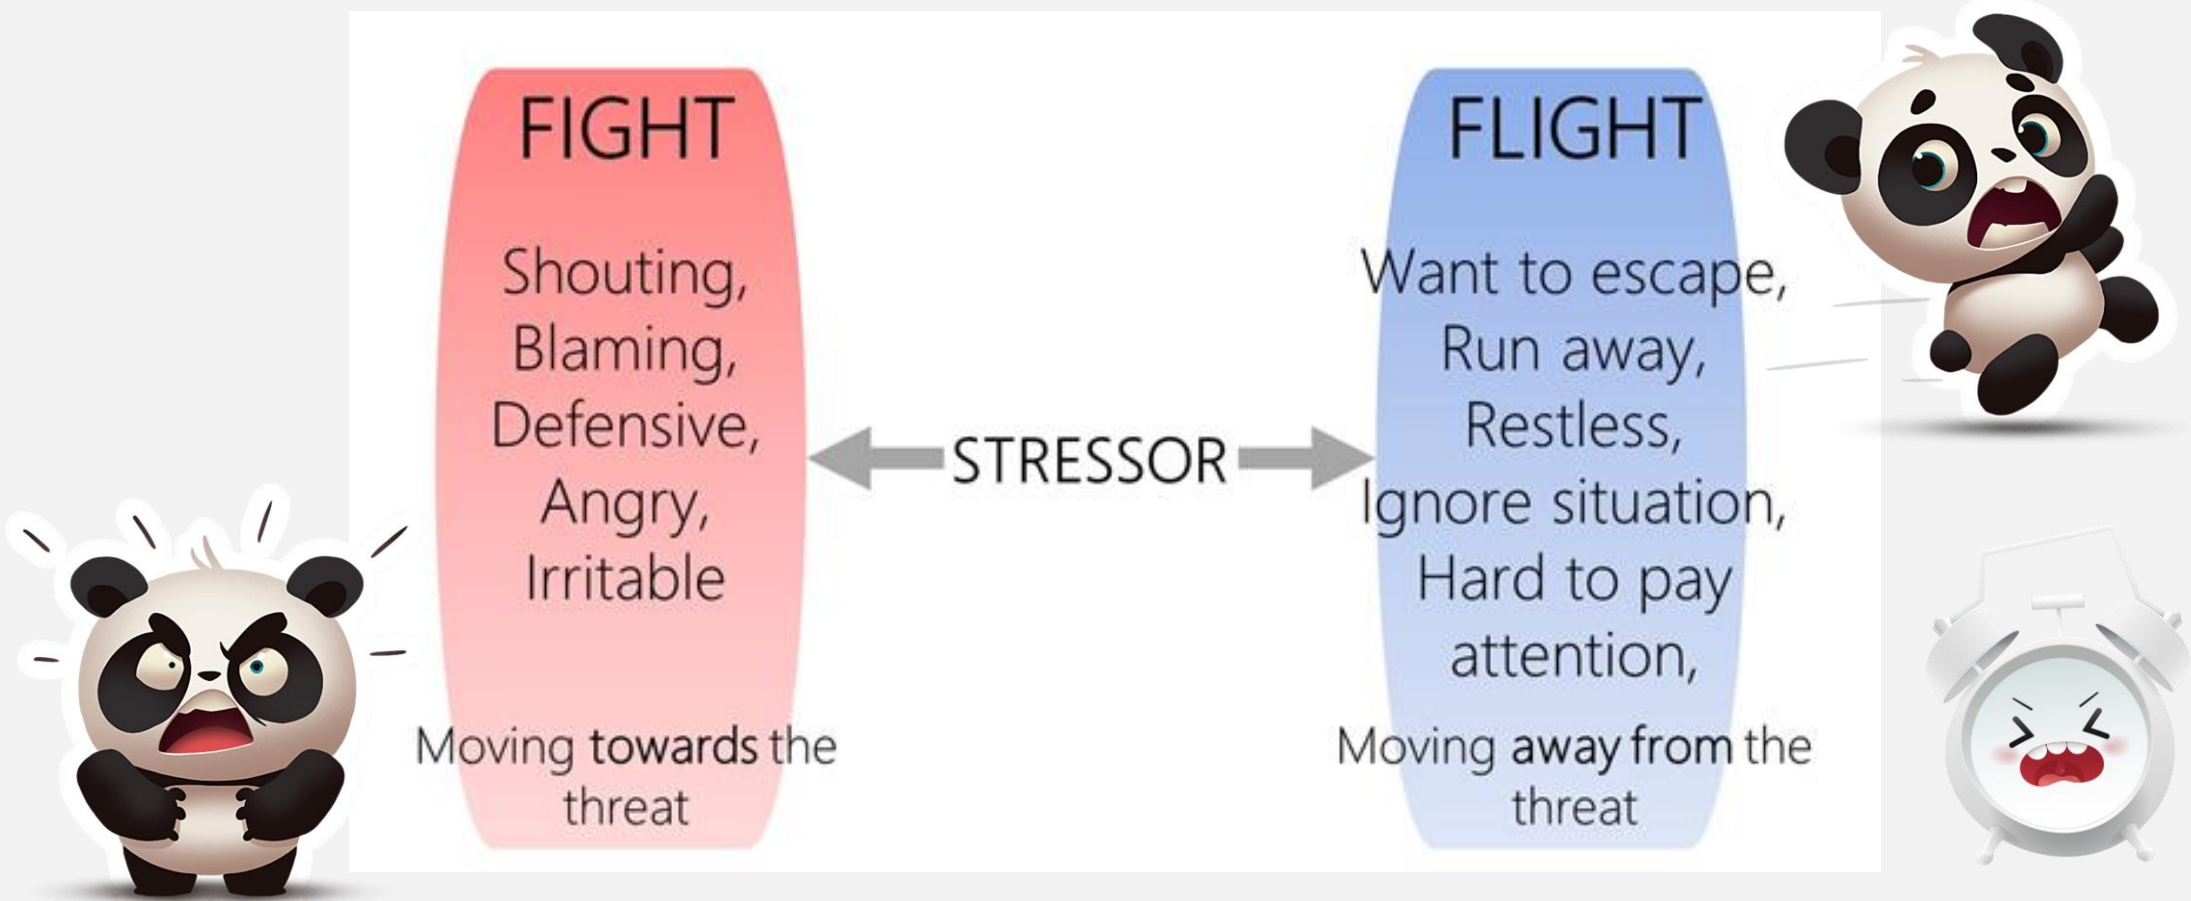 FIGHT
Shouting,
Blaming,
Defensive,
Angry,
Irritable
Moving towards the
threat
STRESSOR
FLIGHT
Want to escape,
Run away,
Restless,
Ignore situation,
Hard to pay
attention,
Moving away from the
threat